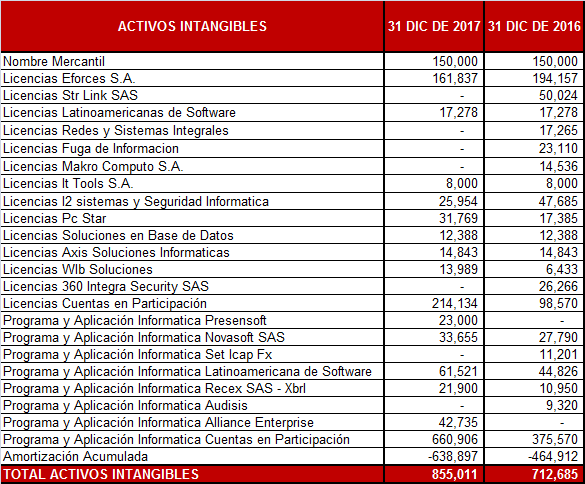 ACTIVOS INTANGIBLES 31 DIC DE 2017 31 DIC DE 2016
Nombre Mercantil 150,000 150,000
Licencias Eforces S.A. 161,837 194,157
Licencias Str Link SAS - 50,024
Licencias Latinoamericanas de Software 17,278 17,278
Licencias Redes y Sistemas Integrales - 17,265
Licencias Fuga de Informacion - 23,110
Licencias Makro Computo S.A. - 14,536
Licencias It Tools S.A. 8,000 8,000
Licencias I2 sistemas y Seguridad Informatica 25,954 47,685
Licencias Pc Star 31,769 17,385
Licencias Soluciones en Base de Datos 12,388 12,388
Licencias Axis Soluciones Informaticas 14,843 14,843
Licencias Wlb Soluciones 13,989 6,433
Licencias 360 Integra Security SAS - 26,266
Licencias Cuentas en Participación 214,134 98,570
Programa y Aplicación Informatica Presensoft 23,000 -
Programa y Aplicación Informatica Novasoft SAS 33,655 27,790
Programa y Aplicación Informatica Set Icap Fx - 11,201
Programa y Aplicación Informatica Latinoamericana de Software 61,521 44,826
Programa y Aplicación Informatica Recex SAS - Xbrl 21,900 10,950
Programa y Aplicación Informatica Audisis - 9,320
Programa y Aplicación Informatica Alliance Enterprise 42,735 -
Programa y Aplicación Informatica Cuentas en Participación 660,906 375,570
Amortización Acumulada -638,897 -464,912
TOTAL ACTIVOS INTANGIBLES 855,011 712,685